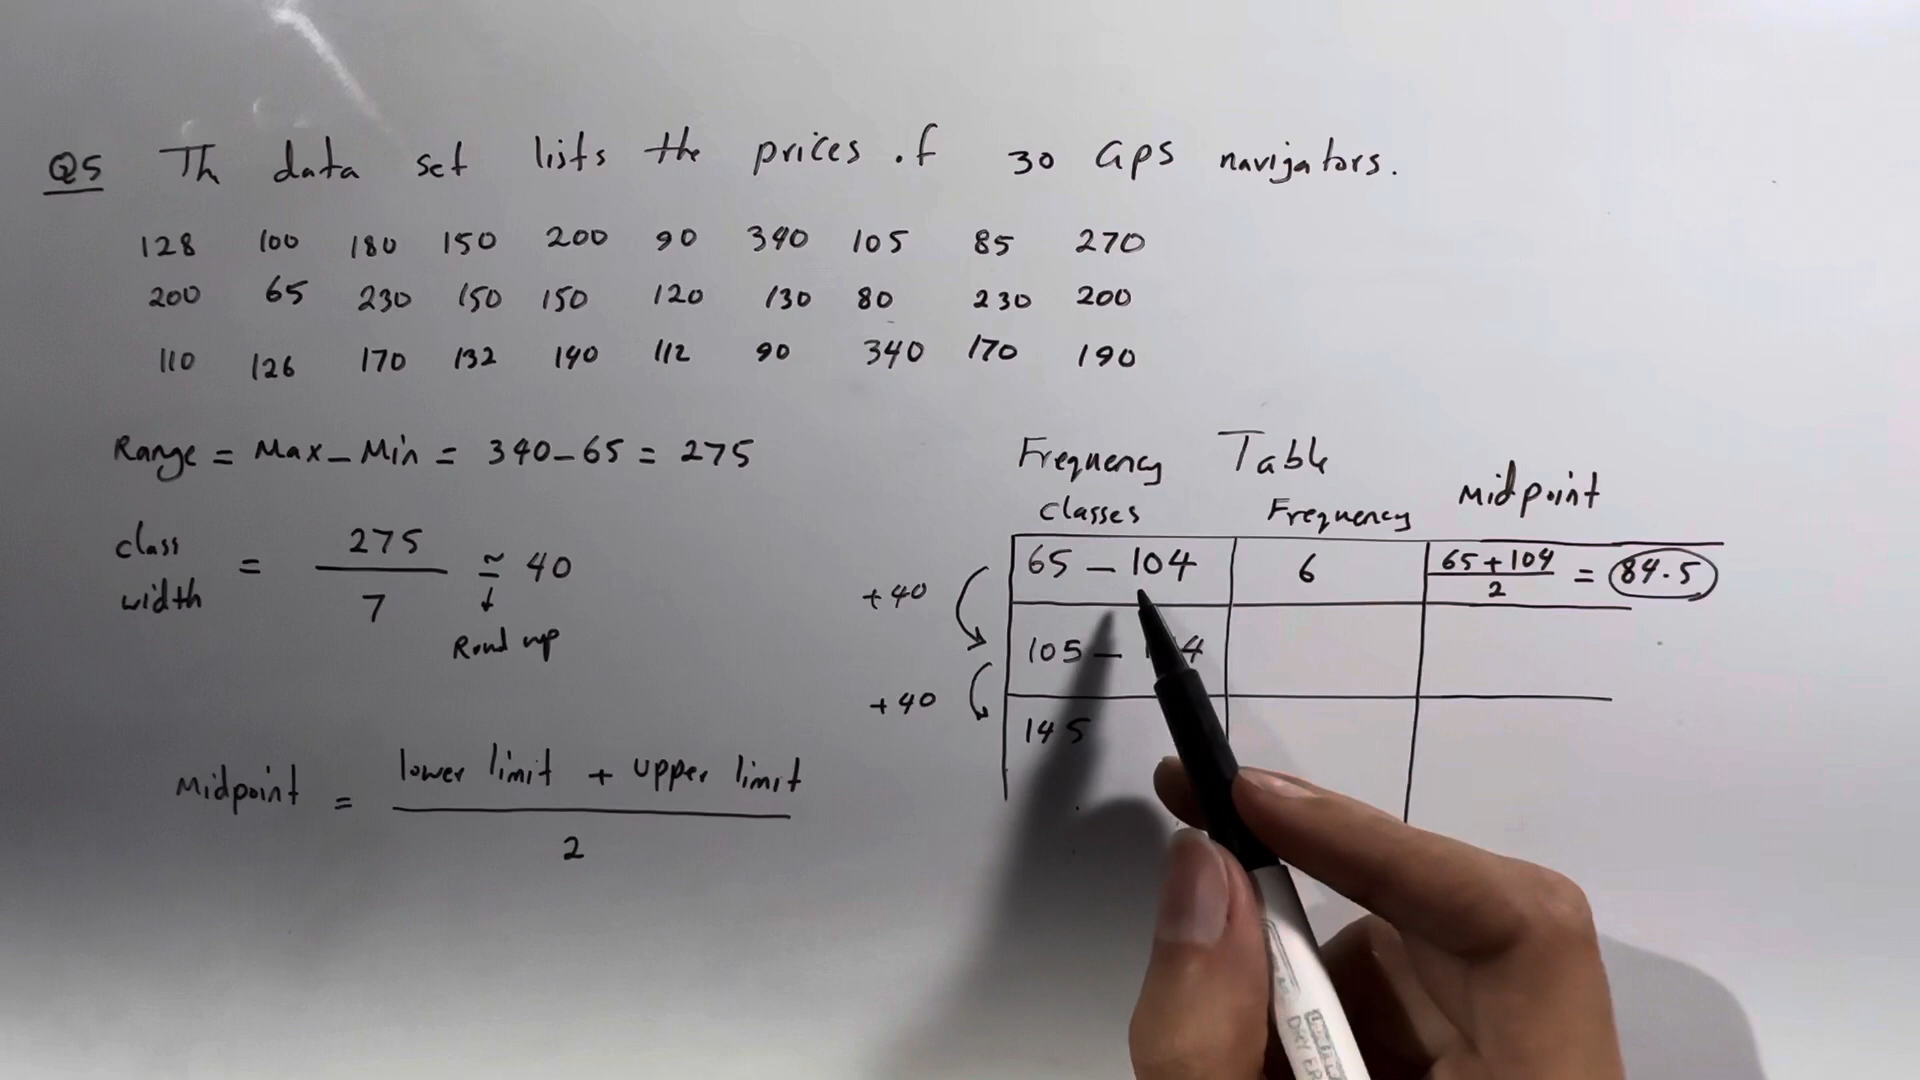 Q5 Th data set lists the prices of 30 GPS navigators.
128 100 180 150 200 90 340 105 85 270
200 65 230 150 150 120 130 80 230 200
110 126 170 132 140 112 90 340 170 190
Range = Max - Min = 340 - 65 = 275
class width = 275 / 7 ≃ 40
↓
Round up
Midpoint = lower limit + upper limit / 2
Frequency Table
Classes Frequency Midpoint
65 - 104 6 65 + 104 / 2 = 84.5
+40
105 -
+40
145
DRY ER